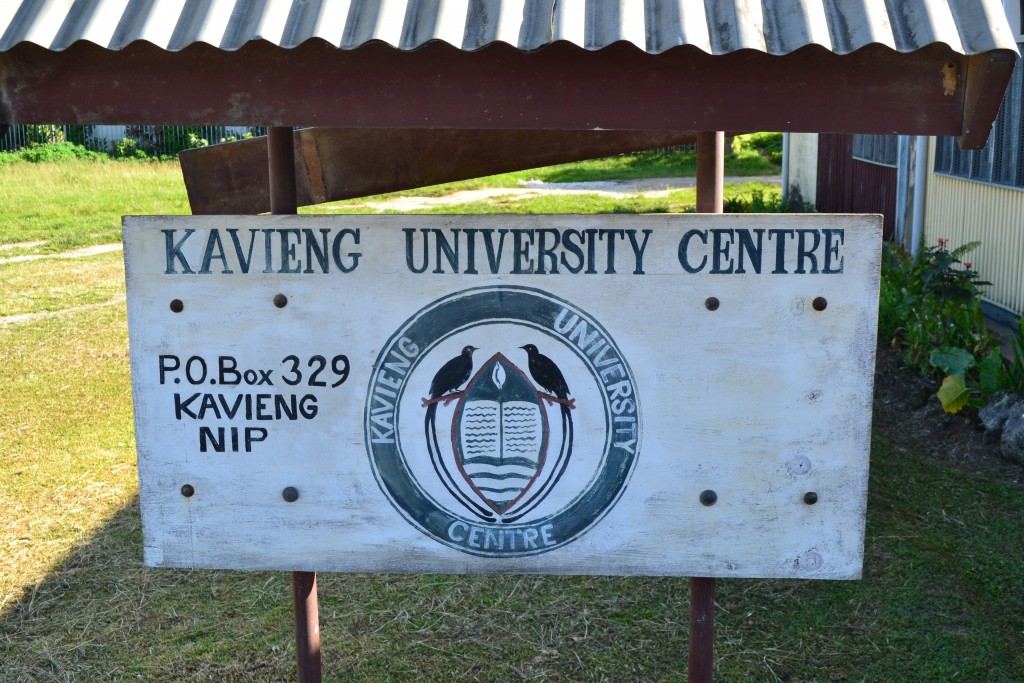 KAVIENG UNIVERSITY CENTRE
P.O.Box 329
KAVIENG
NIP
KAVIENG UNIVERSITY
CENTRE